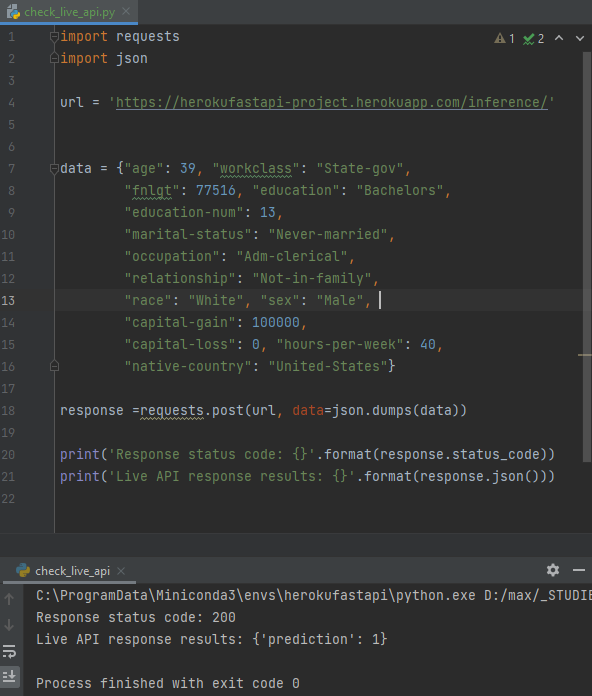 check_live_api.py
1 import requests
2 import json
3
4 url = 'https://herokufastapi-project.herokuapp.com/inference/'
5
6
7 data = {"age": 39, "workclass": "State-gov",
8 "fnlgt": 77516, "education": "Bachelors",
9 "education-num": 13,
10 "marital-status": "Never-married",
11 "occupation": "Adm-clerical",
12 "relationship": "Not-in-family",
13 "race": "White", "sex": "Male",
14 "capital-gain": 100000,
15 "capital-loss": 0, "hours-per-week": 40,
16 "native-country": "United-States"}
17
18 response =requests.post(url, data=json.dumps(data))
19
20 print('Response status code: {}'.format(response.status_code))
21 print('Live API response results: {}'.format(response.json()))
22
1 2
check_live_api
C:\ProgramData\Miniconda3\envs\herokufastapi\python.exe D:/max/_STUDIE
Response status code: 200
Live API response results: {'prediction': 1}
Process finished with exit code 0